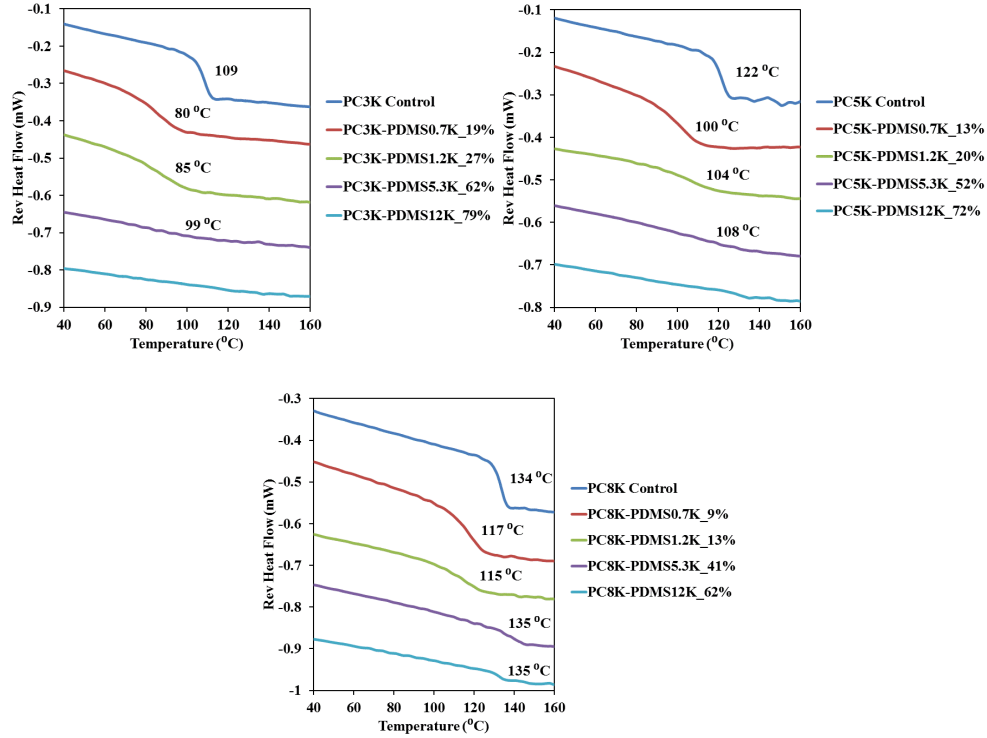 -0.1
-0.2
-0.3
-0.4
-0.5
-0.6
-0.7
-0.8
-0.9
Rev Heat Flow (mW)
109
80 °C
85 °C
99 °C
40 60 80 100 120 140 160
Temperature (°C)
PC3K Control
PC3K-PDMS0.7K_19%
PC3K-PDMS1.2K_27%
PC3K-PDMS5.3K_62%
PC3K-PDMS12K_79%
-0.1
-0.2
-0.3
-0.4
-0.5
-0.6
-0.7
-0.8
Rev Heat Flow (mW)
122 °C
100 °C
104 °C
108 °C
40 60 80 100 120 140 160
Temperature (°C)
PC5K Control
PC5K-PDMS0.7K_13%
PC5K-PDMS1.2K_20%
PC5K-PDMS5.3K_52%
PC5K-PDMS12K_72%
-0.3
-0.4
-0.5
-0.6
-0.7
-0.8
-0.9
-1
Rev Heat Flow (mW)
134 °C
117 °C
115 °C
135 °C
135 °C
40 60 80 100 120 140 160
Temperature (°C)
PC8K Control
PC8K-PDMS0.7K_9%
PC8K-PDMS1.2K_13%
PC8K-PDMS5.3K_41%
PC8K-PDMS12K_62%